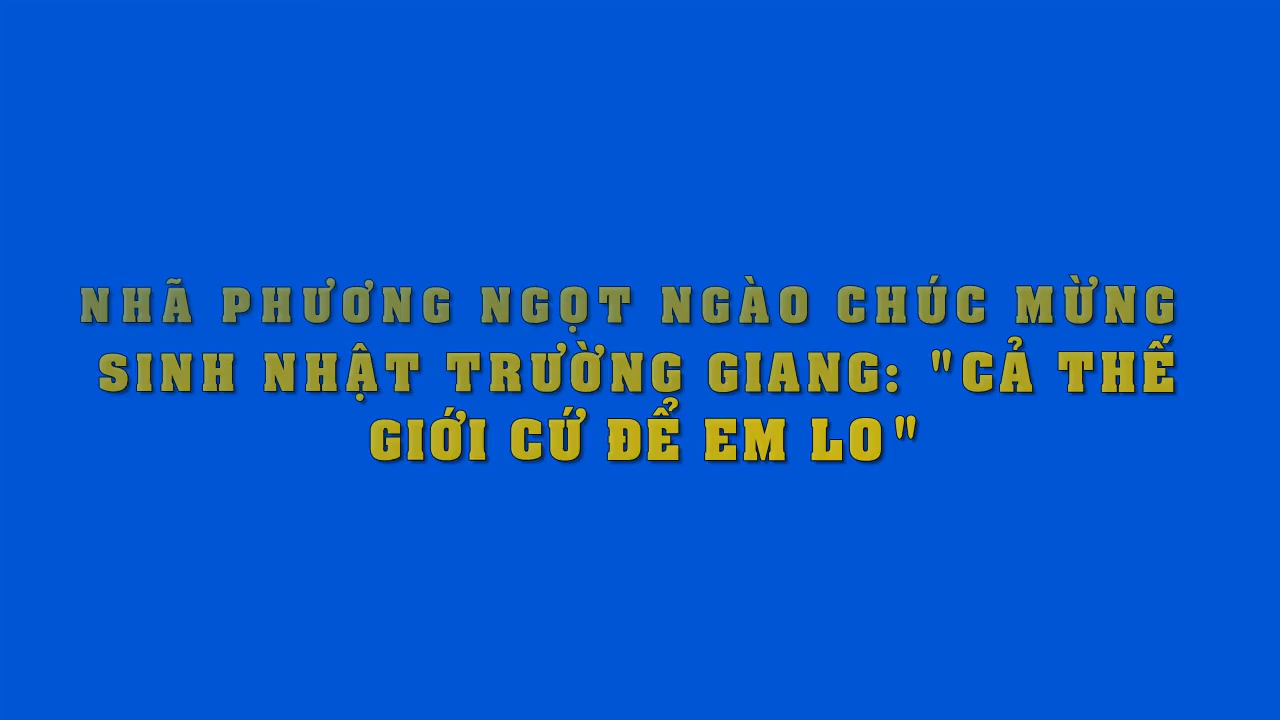 NHÃ PHƯƠNG NGỌT NGÀO CHÚC MỪNG
SINH NHẬT TRƯỜNG GIANG: "CẢ THẾ
GIỚI CỨ ĐỂ EM LO"